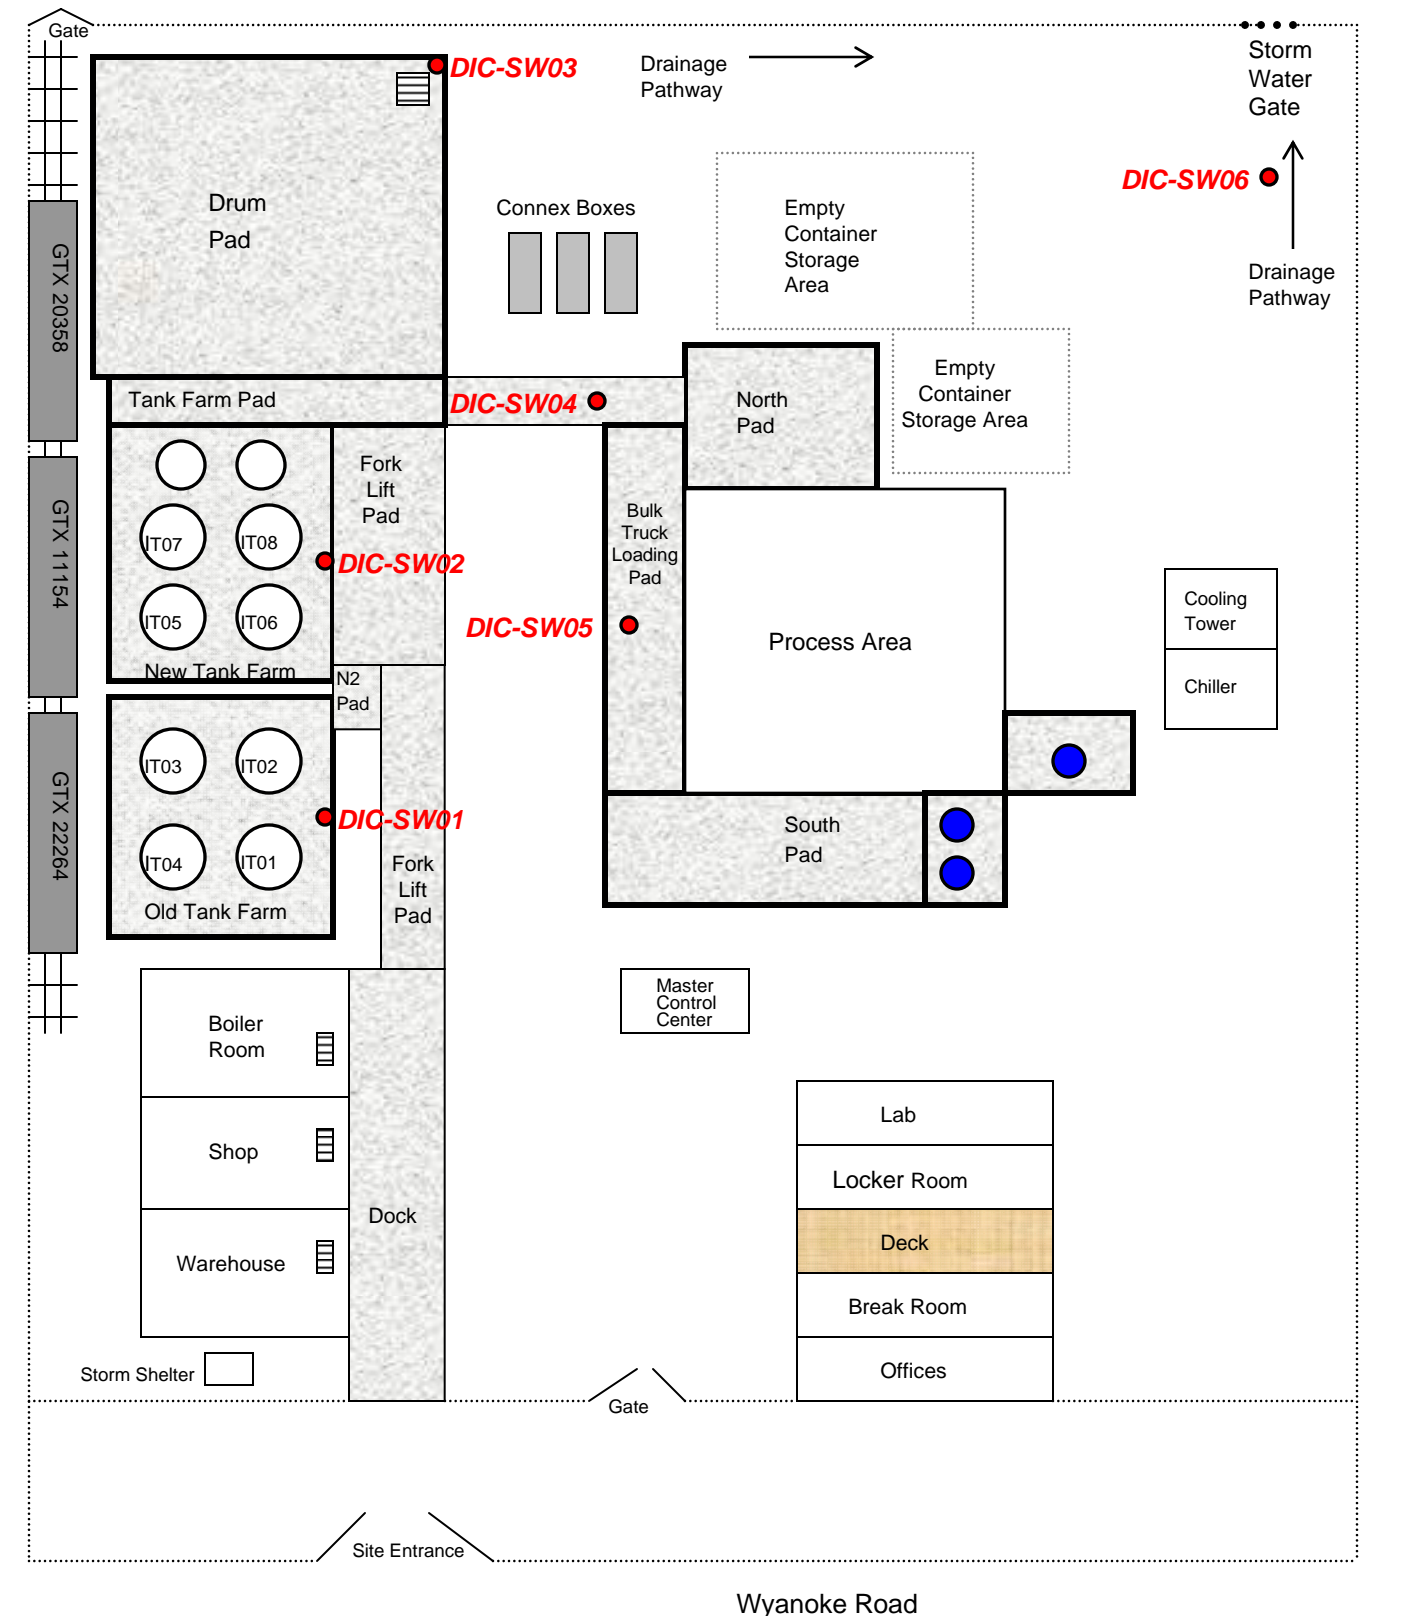 Gate
DIC-SW03
Drainage
Pathway
Storm
Water
Gate
DIC-SW06
Drum
Pad
Connex Boxes
Empty
Container
Storage
Area
Drainage
Pathway
GTX 20358
Tank Farm Pad
DIC-SW04
North
Pad
Empty
Container
Storage Area
Fork
Lift
Pad
GTX 11154
IT07
IT08
DIC-SW02
IT05
IT06
New Tank Farm
Bulk
Truck
Loading
Pad
DIC-SW05
Process Area
Cooling
Tower
Chiller
N2
Pad
GTX 22264
IT03
IT02
DIC-SW01
IT04
IT01
Old Tank Farm
Fork
Lift
Pad
South
Pad
Master
Control
Center
Boiler
Room
Shop
Warehouse
Dock
Lab
Locker Room
Deck
Break Room
Offices
Storm Shelter
Gate
Site Entrance
Wyanoke Road